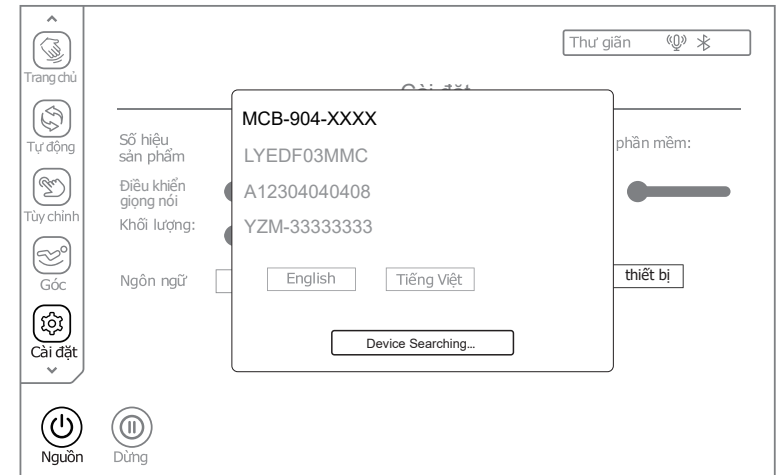 Thư giãn
Trang chủ
Cài đặt
MCB-904-XXXX
Số hiệu
sản phẩm
phần mềm:
Tự động
LYEDF03MMC
Điều khiển
giọng nói
A12304040408
Tùy chỉnh
Khối lượng:
YZM-33333333
Ngôn ngữ
English
Tiếng Việt
thiết bị
Góc
Device Searching...
Cài đặt
Nguồn
Dừng